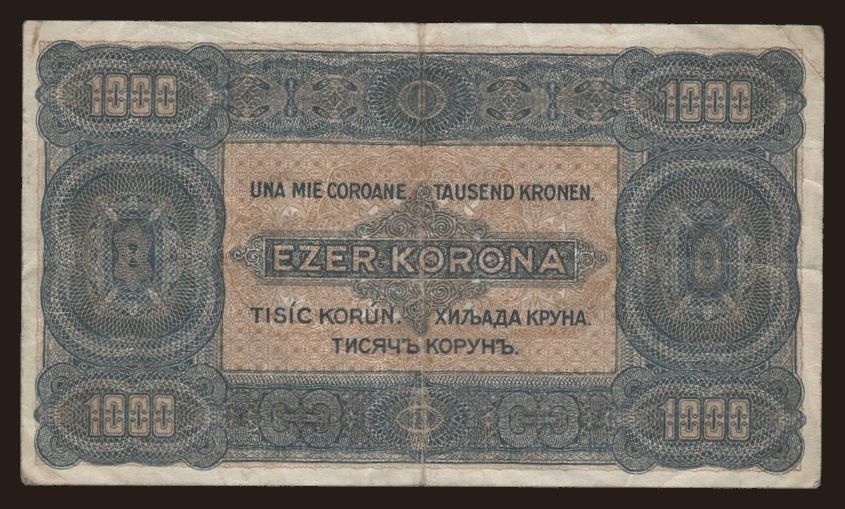 1000 1000
UNA MIE COROANE TAUSEND KRONEN.
EZER KORONA
TISÍC KORÚN. ХИЉАДА КРУНА.
ТИСЯЧЪ КОРУНЪ.
1000 1000